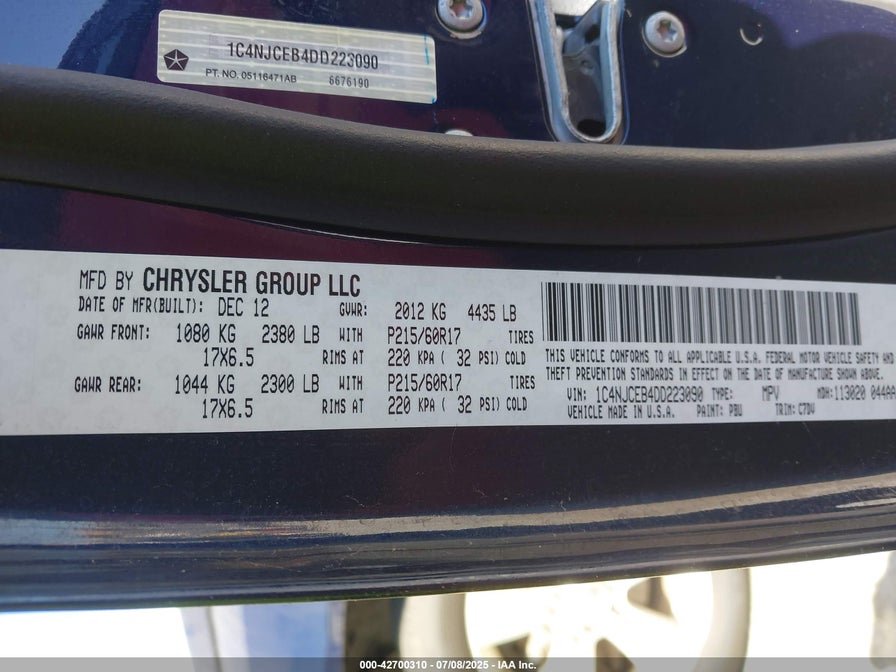 1C4NJCEB4DD223090
PT. NO. 05116471AB 6676190
MFD BY CHRYSLER GROUP LLC
DATE OF MFR(BUILT): DEC 12 GVWR: 2012 KG 4435 LB
GAWR FRONT: 1080 KG 2380 LB WITH P215/60R17 TIRES
17X6.5 RIMS AT 220 KPA ( 32 PSI) COLD
GAWR REAR: 1044 KG 2300 LB WITH P215/60R17 TIRES
17X6.5 RIMS AT 220 KPA ( 32 PSI) COLD
THIS VEHICLE CONFORMS TO ALL APPLICABLE U.S.A. FEDERAL MOTOR VEHICLE SAFETY AND
THEFT PREVENTION STANDARDS IN EFFECT ON THE DATE OF MANUFACTURE SHOWN ABOVE.
VIN: 1C4NJCEB4DD223090 TYPE: MPV MDH: 113020 044AA
VEHICLE MADE IN U.S.A. PAINT: PBU TRIM: C7DV
000-42700310 - 07/08/2025 - IAA Inc.